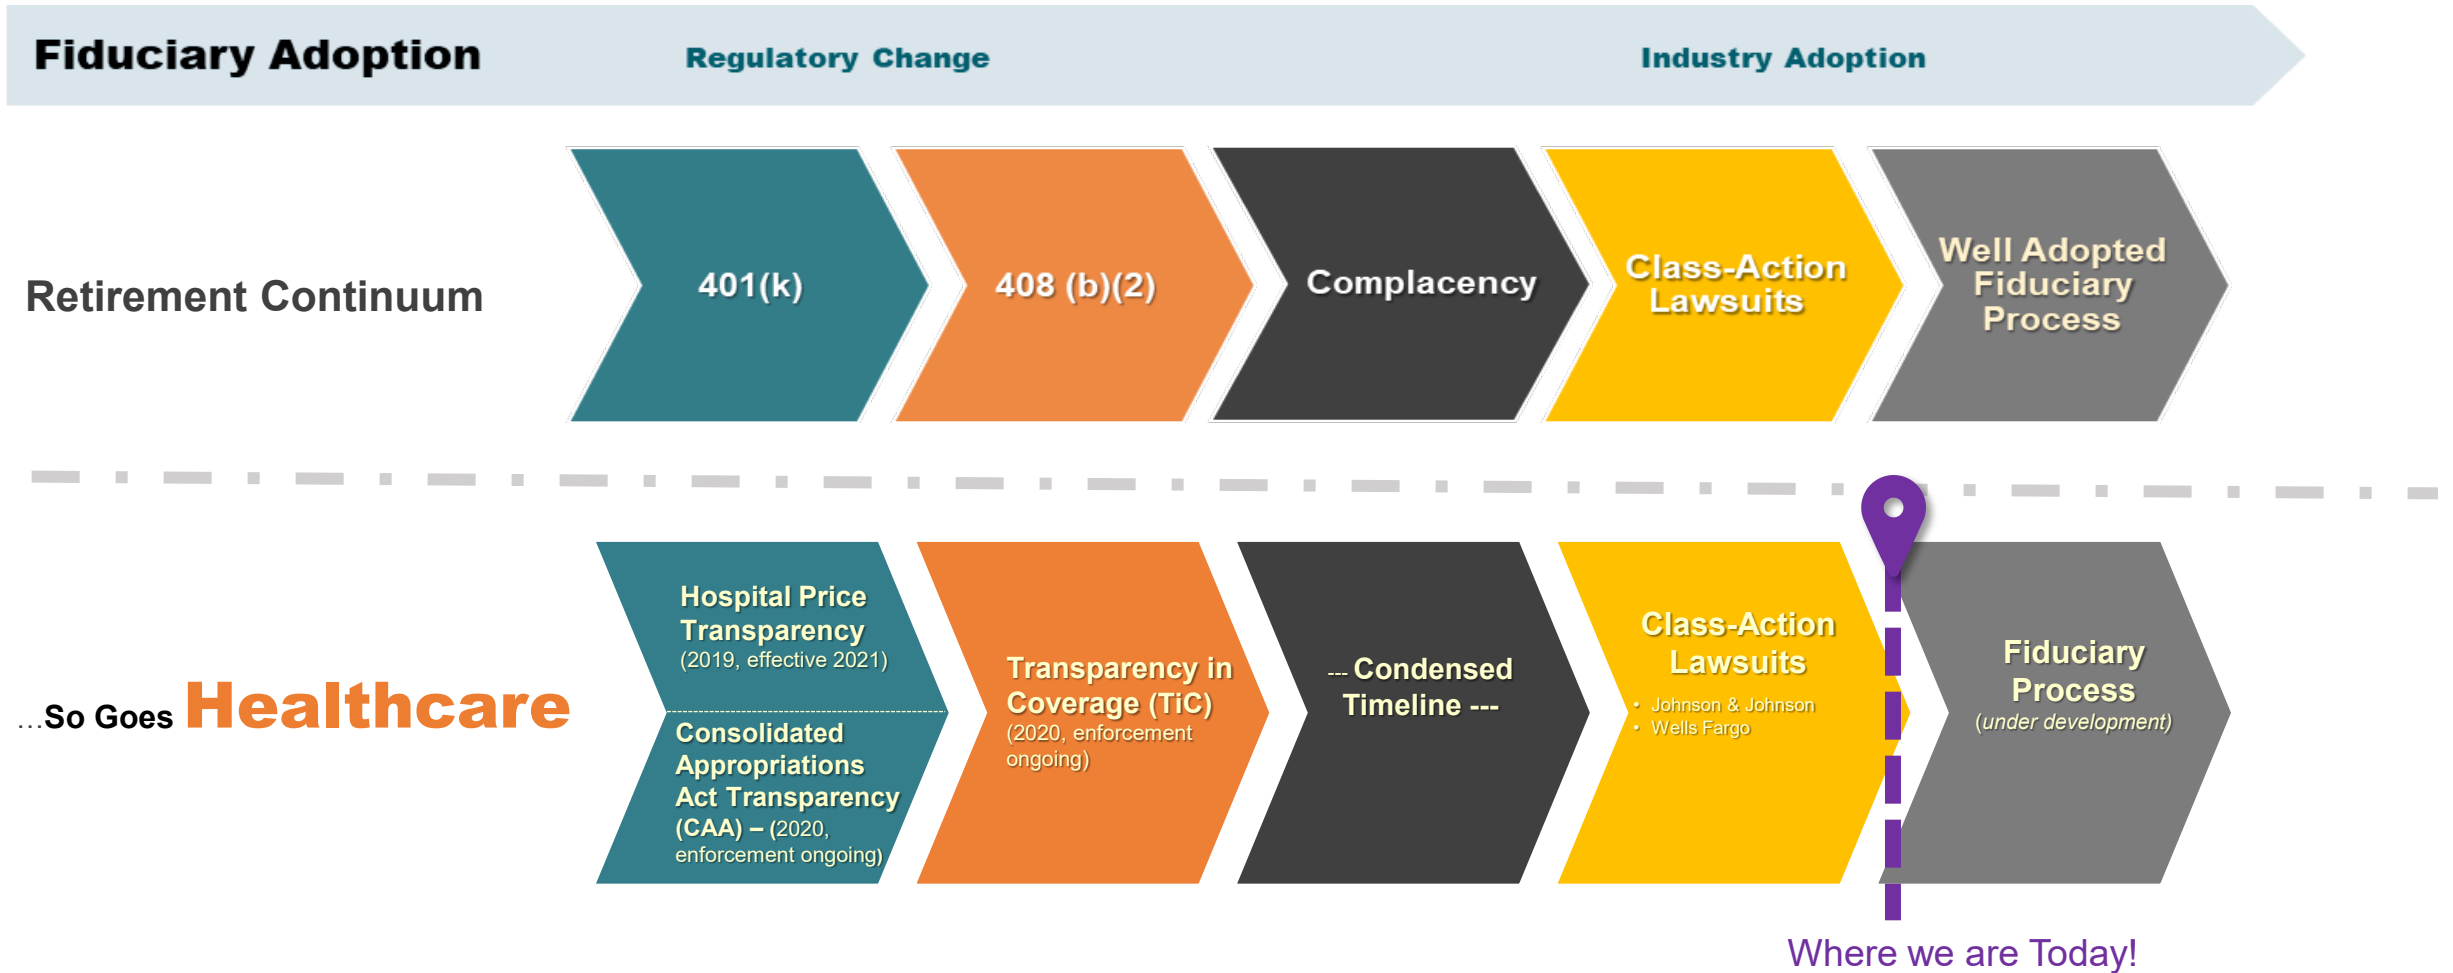 Fiduciary Adoption
Regulatory Change
Industry Adoption
Retirement Continuum
401(k)
408 (b)(2)
Complacency
Class-Action
Lawsuits
Well Adopted
Fiduciary
Process
...So Goes Healthcare
Hospital Price
Transparency
(2019, effective 2021)
Consolidated
Appropriations
Act Transparency
(CAA) – (2020,
enforcement ongoing)
Transparency in
Coverage (TiC)
(2020, enforcement
ongoing)
--- Condensed
Timeline ---
Class-Action
Lawsuits
• Johnson & Johnson
• Wells Fargo
Fiduciary
Process
(under development)
Where we are Today!